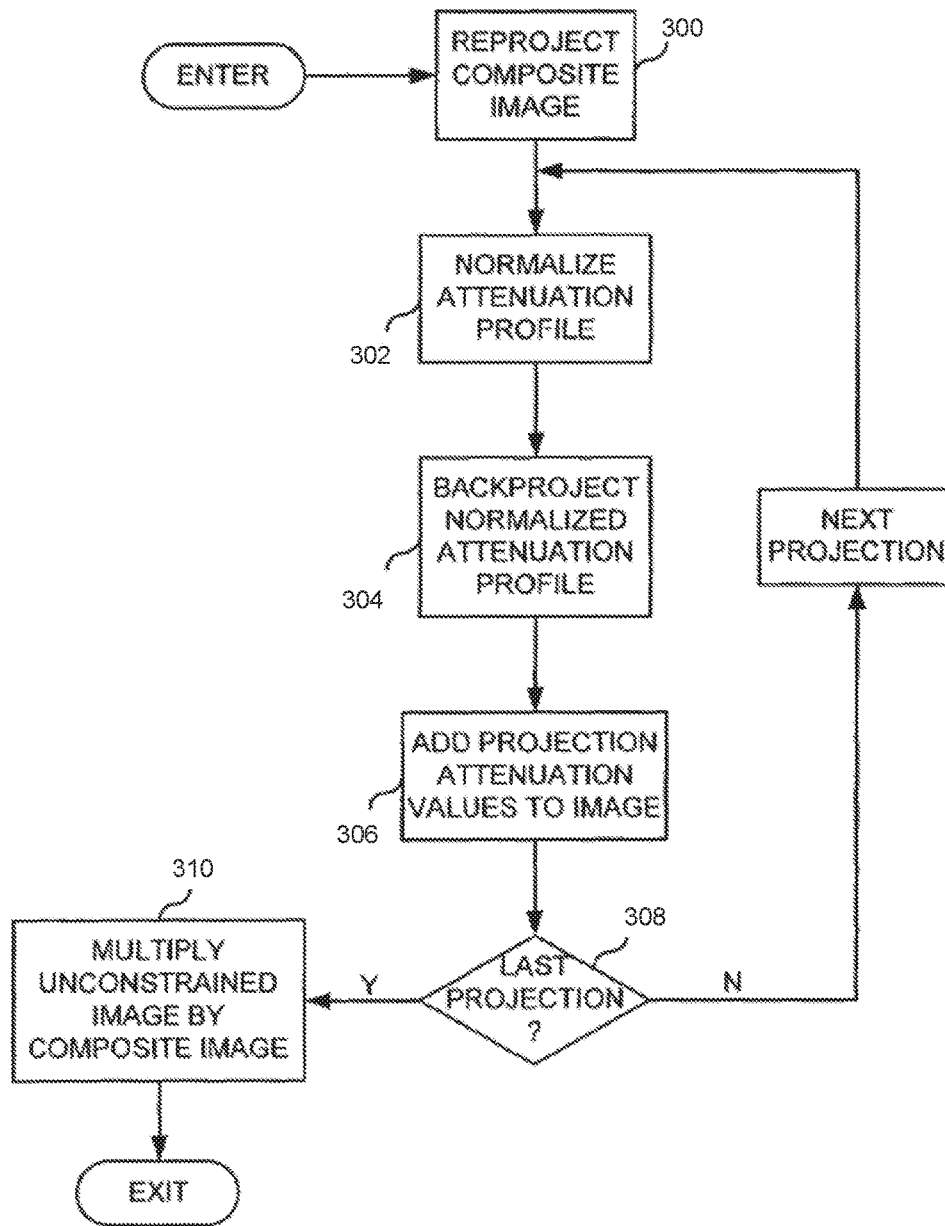 ENTER
REPROJECT
COMPOSITE
IMAGE
300
NORMALIZE
ATTENUATION
PROFILE
302
BACKPROJECT
NORMALIZED
ATTENUATION
PROFILE
304
NEXT
PROJECTION
ADD PROJECTION
ATTENUATION
VALUES TO IMAGE
306
308
LAST
PROJECTION
?
Y
N
310
MULTIPLY
UNCONSTRAINED
IMAGE BY
COMPOSITE IMAGE
EXIT